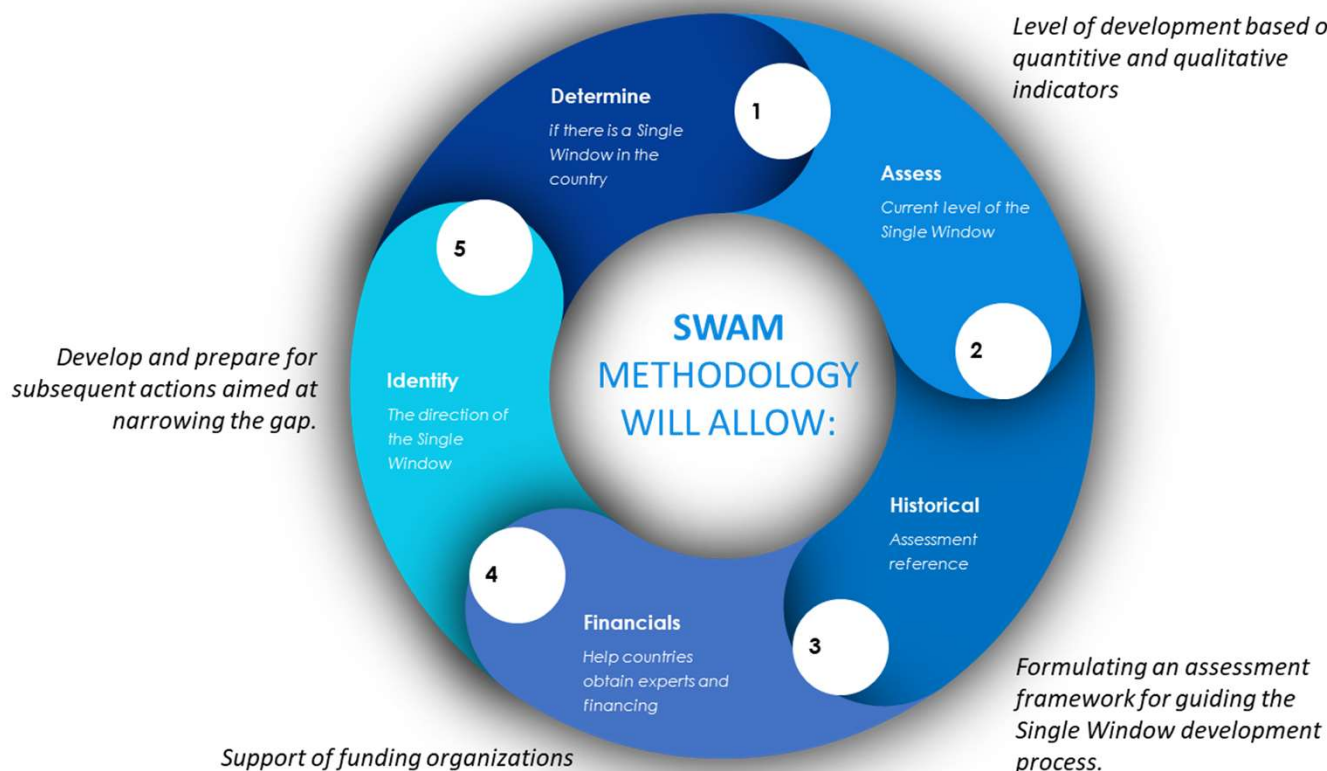 Level of development based o
quantitive and qualitative
indicators
Determine
if there is a Single
Window in the
country
1
Assess
Current level of the
Single Window
5
2
SWAM
METHODOLOGY
WILL ALLOW:
Develop and prepare for
subsequent actions aimed at
narrowing the gap.
Identify
The direction of
the Single
Window
Historical
Assessment
reference
4
Financials
Help countries
obtain experts and
financing
3
Formulating an assessment
framework for guiding the
Single Window development
process.
Support of funding organizations